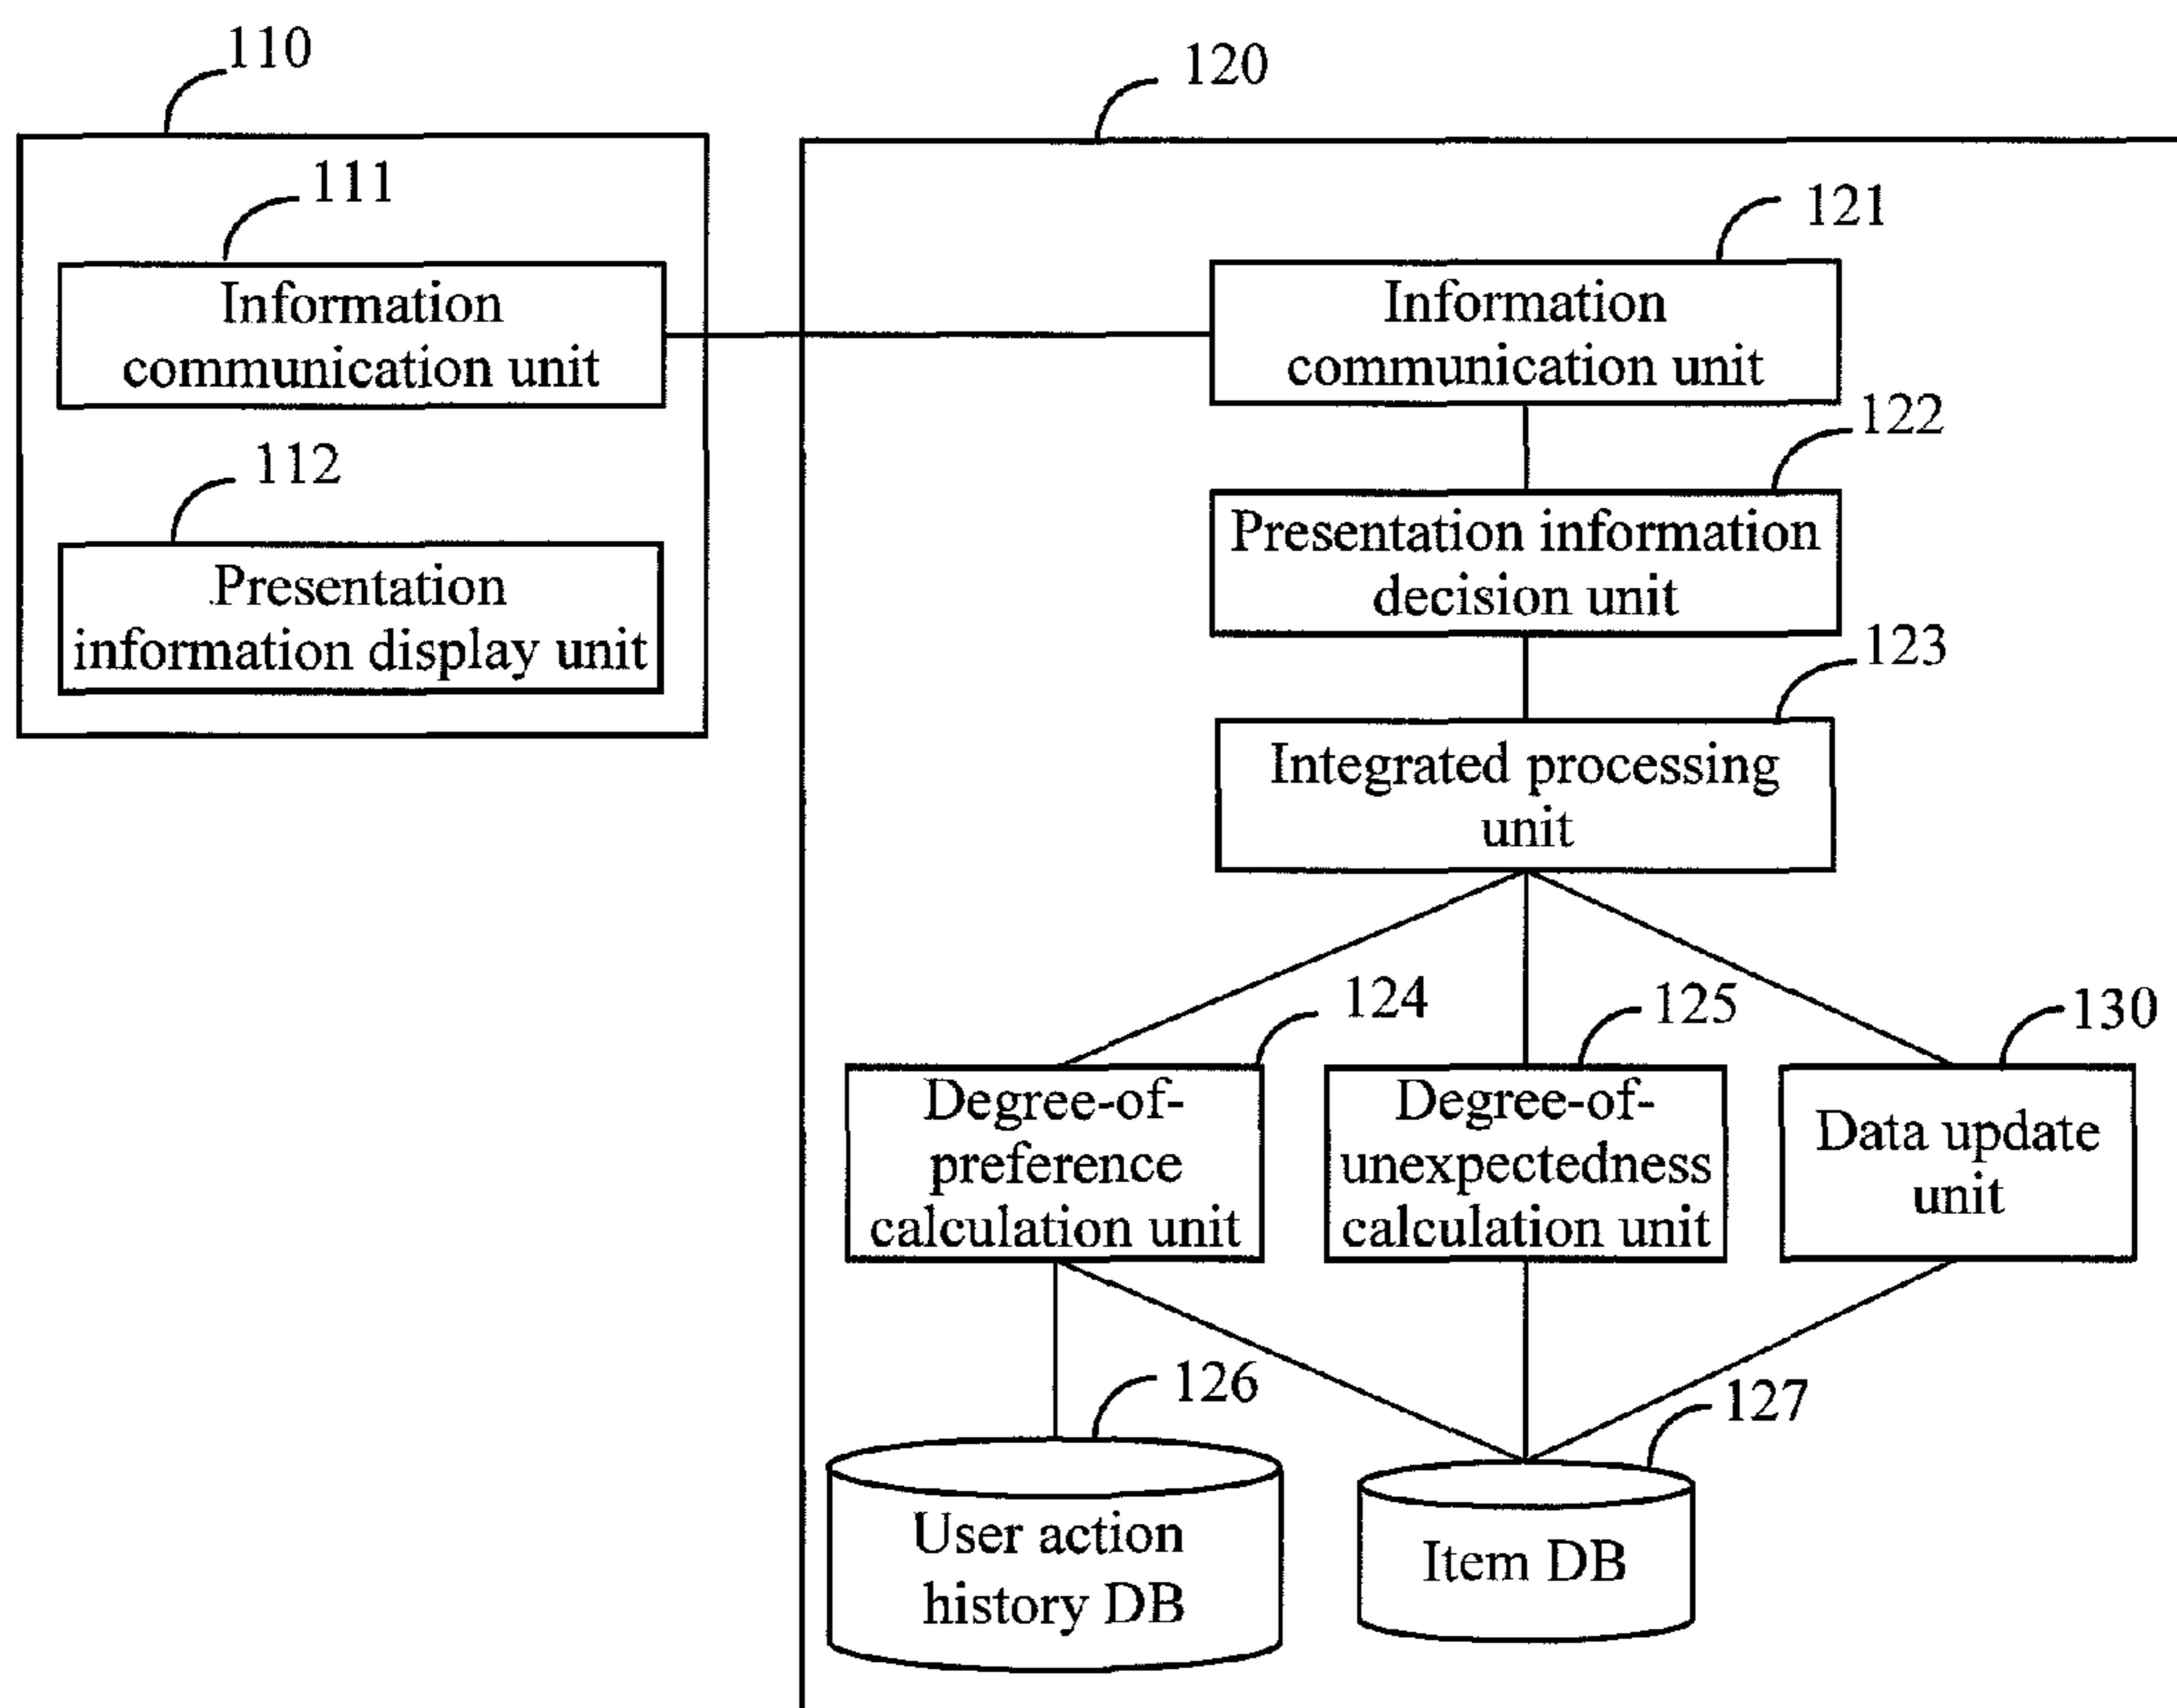 110
120
111
121
Information
communication unit
Information
communication unit
122
112
Presentation information
decision unit
Presentation
information display unit
123
Integrated processing
unit
124
125
130
Degree-of-
preference
calculation unit
Degree-of-
unexpectedness
calculation unit
Data update
unit
126
127
User action
history DB
Item DB